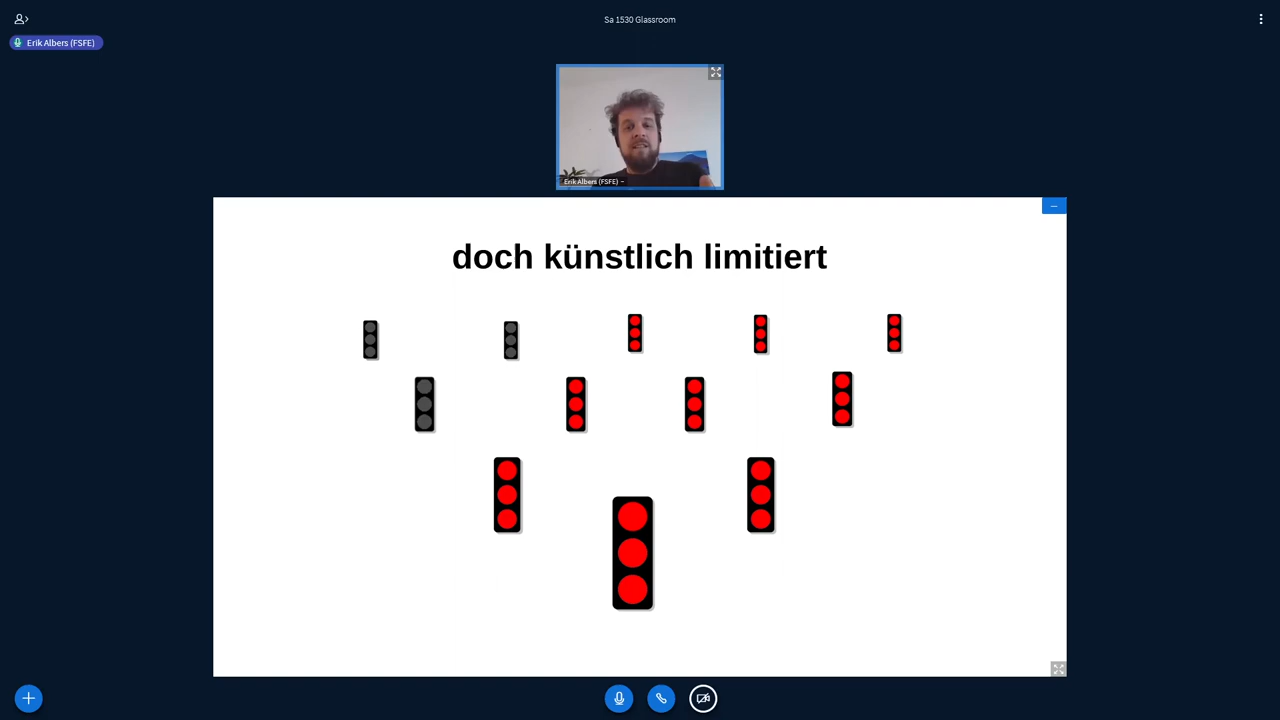 Sa 1530 Glassroom
Erik Albers (FSFE)
Erik Albers (FSFE)
doch künstlich limitiert